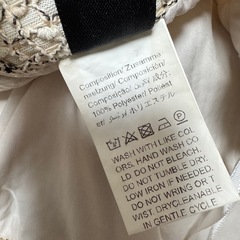 Composition/ Zusamme
nsetzung/ Composición/
Composição/ 成分/
100% Polyester/ Poliest
ポリエステル
WASH WITH LIKE COL
ORS. HAND WASH CO
LD. DO NOT BLEACH.
DO NOT TUMBLE DRY.
LOW IRON IF NEEDED.
DO NOT WRING OR T
WIST. DRYCLEANABLE
IN GENTLE CYCLE